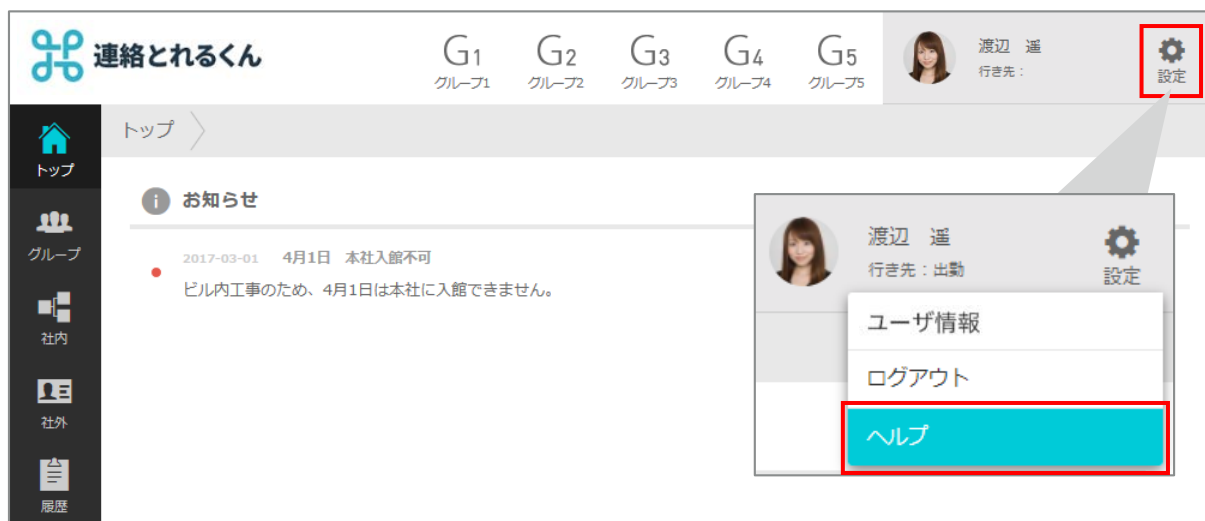 連絡とれるくん
G1 G2 G3 G4 G5
グループ1 グループ2 グループ3 グループ4 グループ5
渡辺　遥
行き先：
設定
トップ
グループ
社内
社外
履歴
トップ
お知らせ
2017-03-01 4月1日　本社入館不可
ビル内工事のため、4月1日は本社に入館できません。
渡辺　遥
行き先：出勤
設定
ユーザ情報
ログアウト
ヘルプ